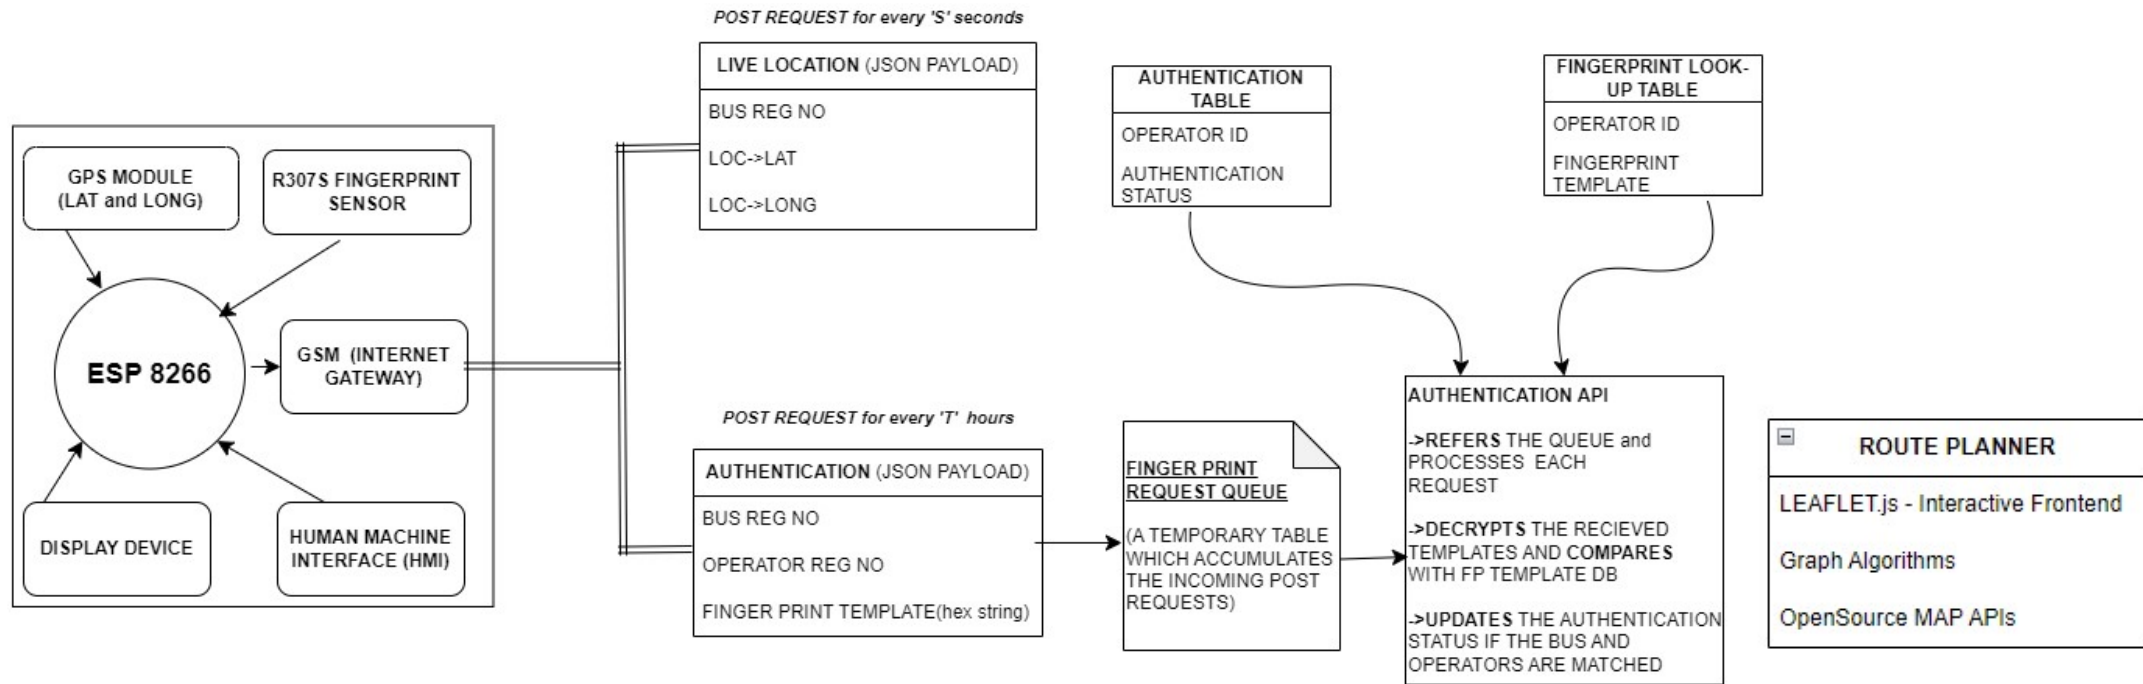 GPS MODULE
(LAT and LONG)
R307S FINGERPRINT
SENSOR
ESP 8266
GSM (INTERNET
GATEWAY)
DISPLAY DEVICE
HUMAN MACHINE
INTERFACE (HMI)
POST REQUEST for every 'S' seconds
LIVE LOCATION (JSON PAYLOAD)
BUS REG NO
LOC->LAT
LOC->LONG
POST REQUEST for every 'T' hours
AUTHENTICATION (JSON PAYLOAD)
BUS REG NO
OPERATOR REG NO
FINGER PRINT TEMPLATE(hex string)
FINGER PRINT
REQUEST QUEUE
(A TEMPORARY TABLE
WHICH ACCUMULATES
THE INCOMING POST
REQUESTS)
AUTHENTICATION
TABLE
OPERATOR ID
AUTHENTICATION
STATUS
FINGERPRINT LOOK-
UP TABLE
OPERATOR ID
FINGERPRINT
TEMPLATE
AUTHENTICATION API
->REFERS THE QUEUE and
PROCESSES EACH
REQUEST
->DECRYPTS THE RECIEVED
TEMPLATES AND COMPARES
WITH FP TEMPLATE DB
->UPDATES THE AUTHENTICATION
STATUS IF THE BUS AND
OPERATORS ARE MATCHED
ROUTE PLANNER
LEAFLET.js - Interactive Frontend
Graph Algorithms
OpenSource MAP APIs